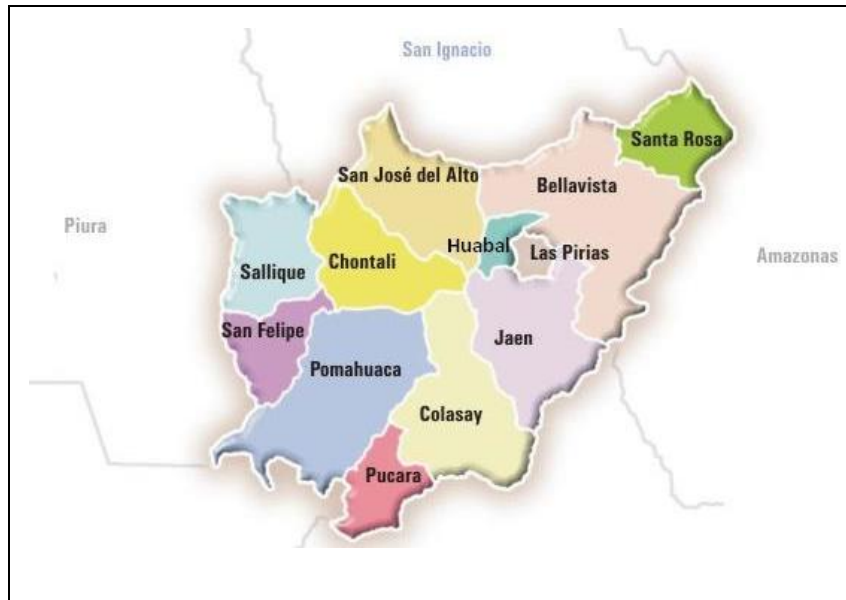 San Ignacio
Santa Rosa
San José del Alto
Bellavista
Piura
Huabal
Las Pirias
Chontali
Amazonas
Sallique
San Felipe
Jaen
Pomahuaca
Colasay
Pucara